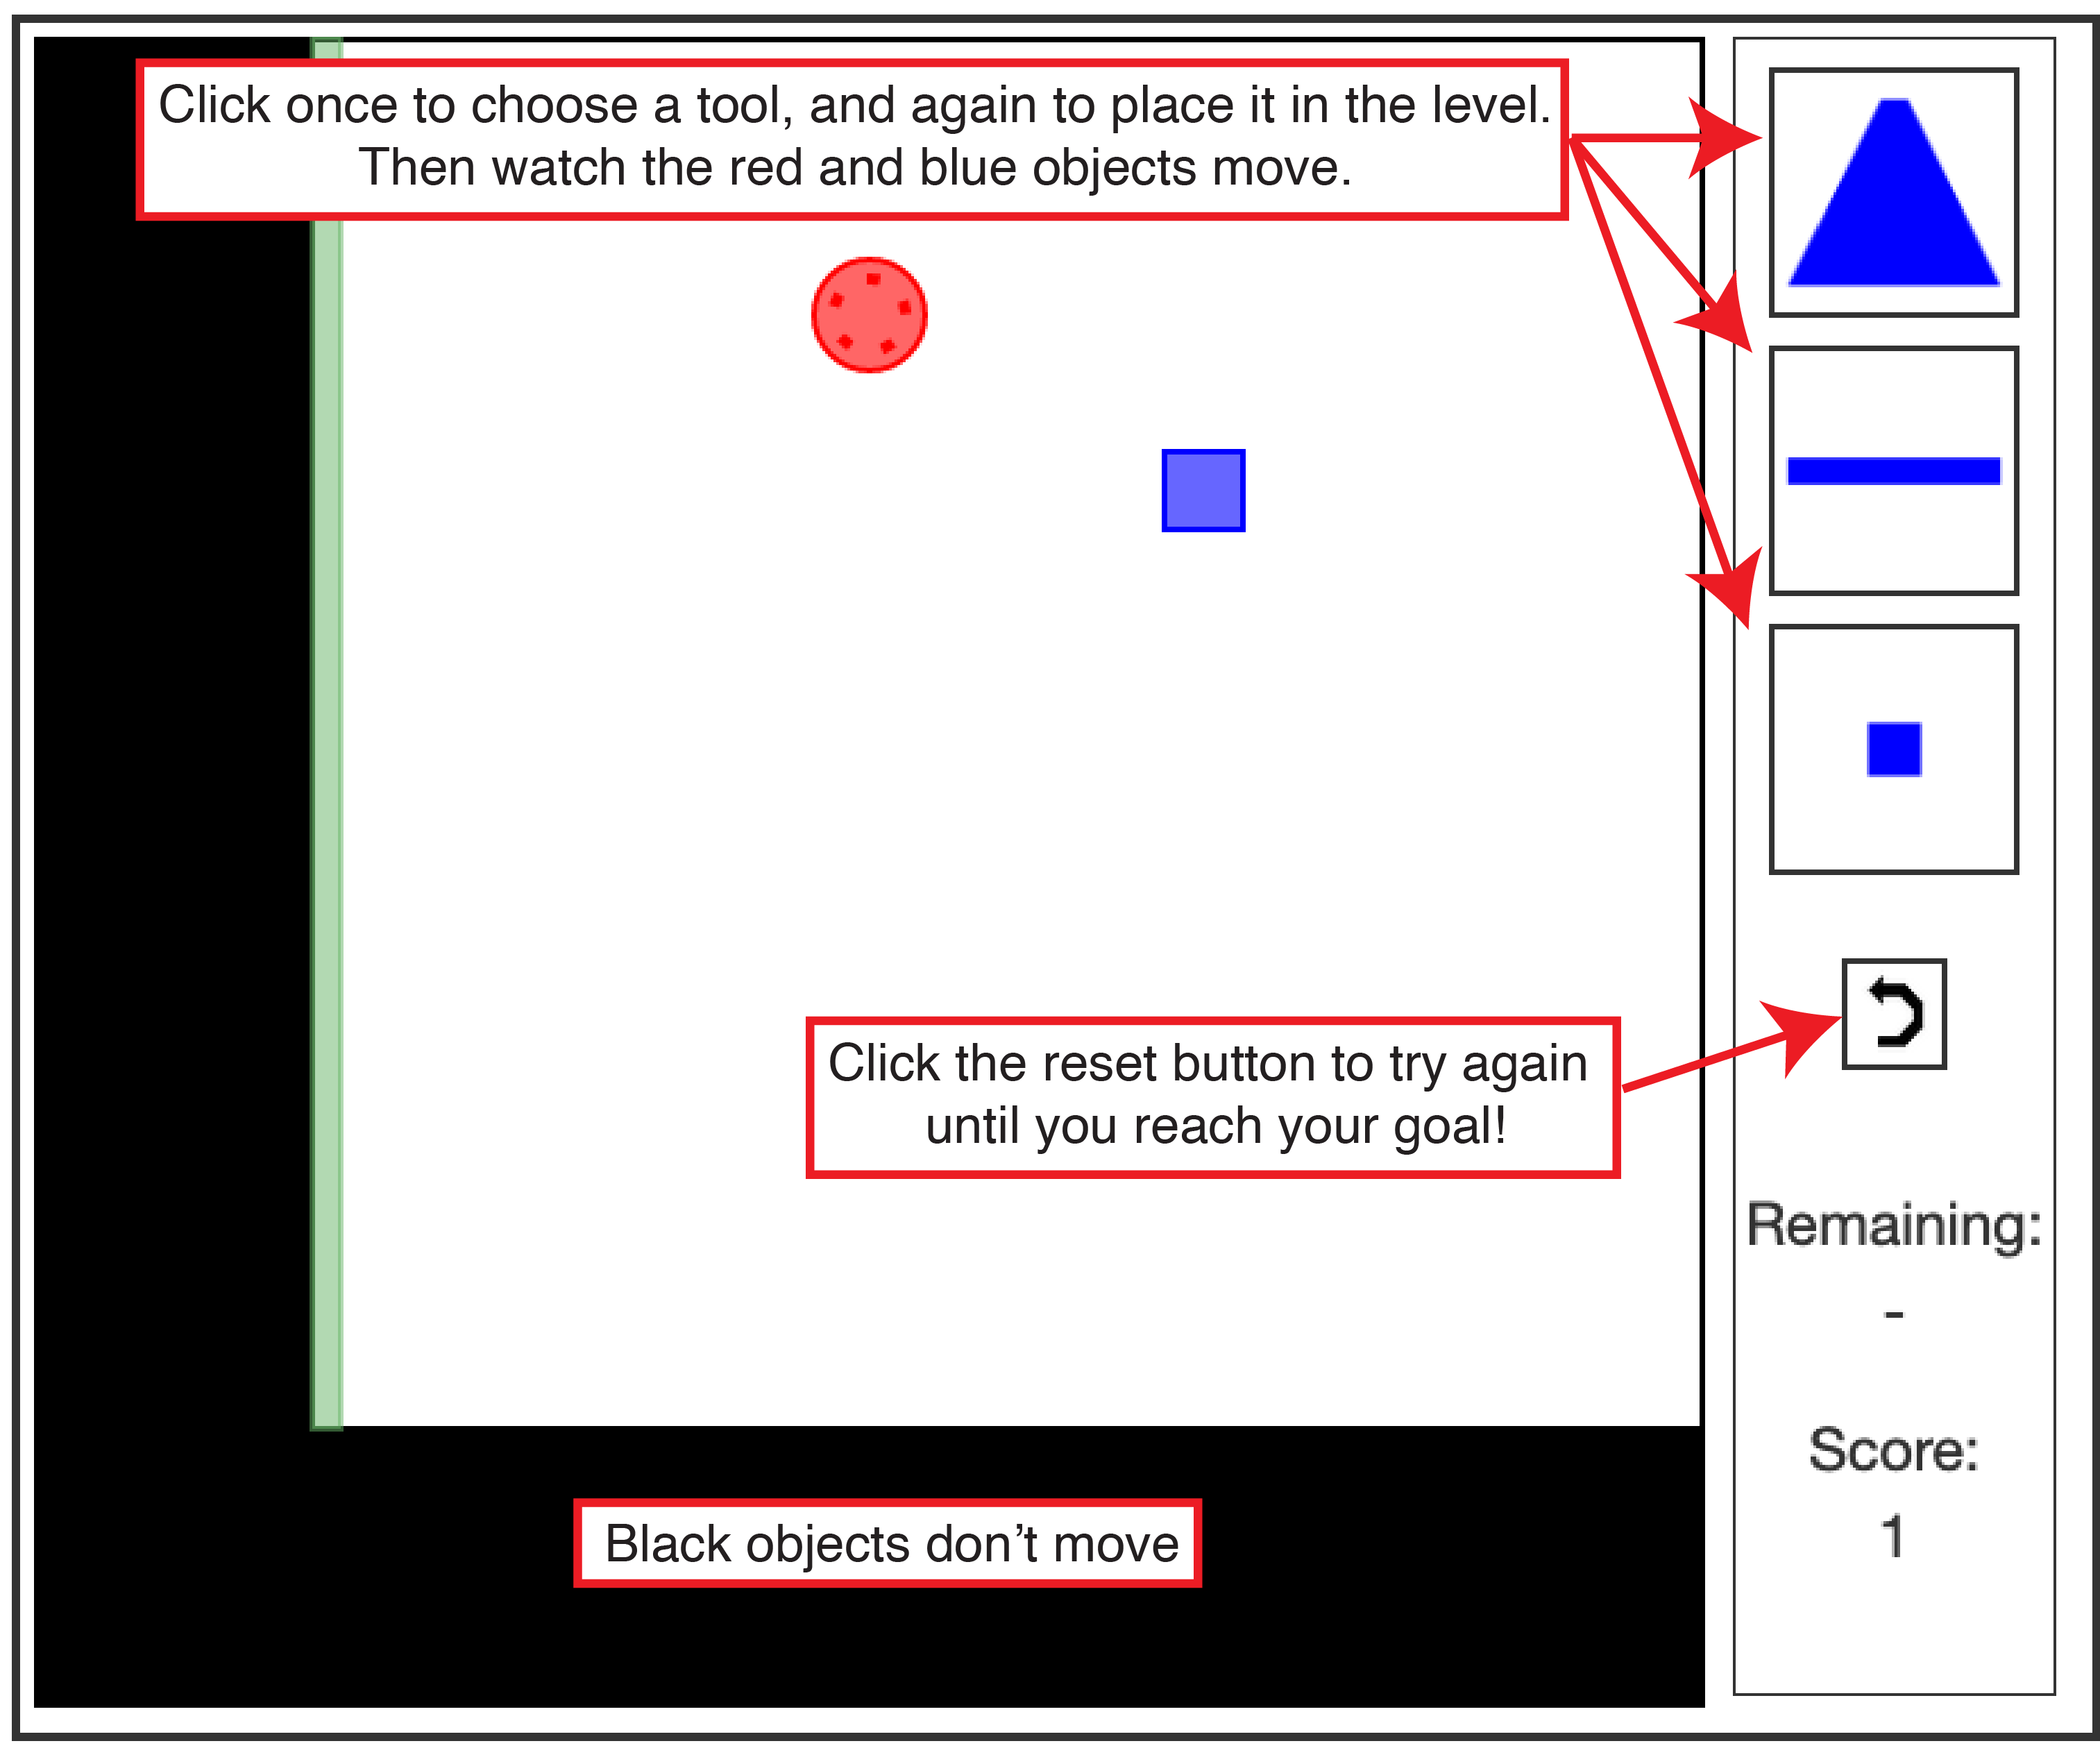 Click once to choose a tool, and again to place it in the level.
Then watch the red and blue objects move.
Click the reset button to try again
until you reach your goal!
Black objects don’t move
Remaining:
-
Score:
1